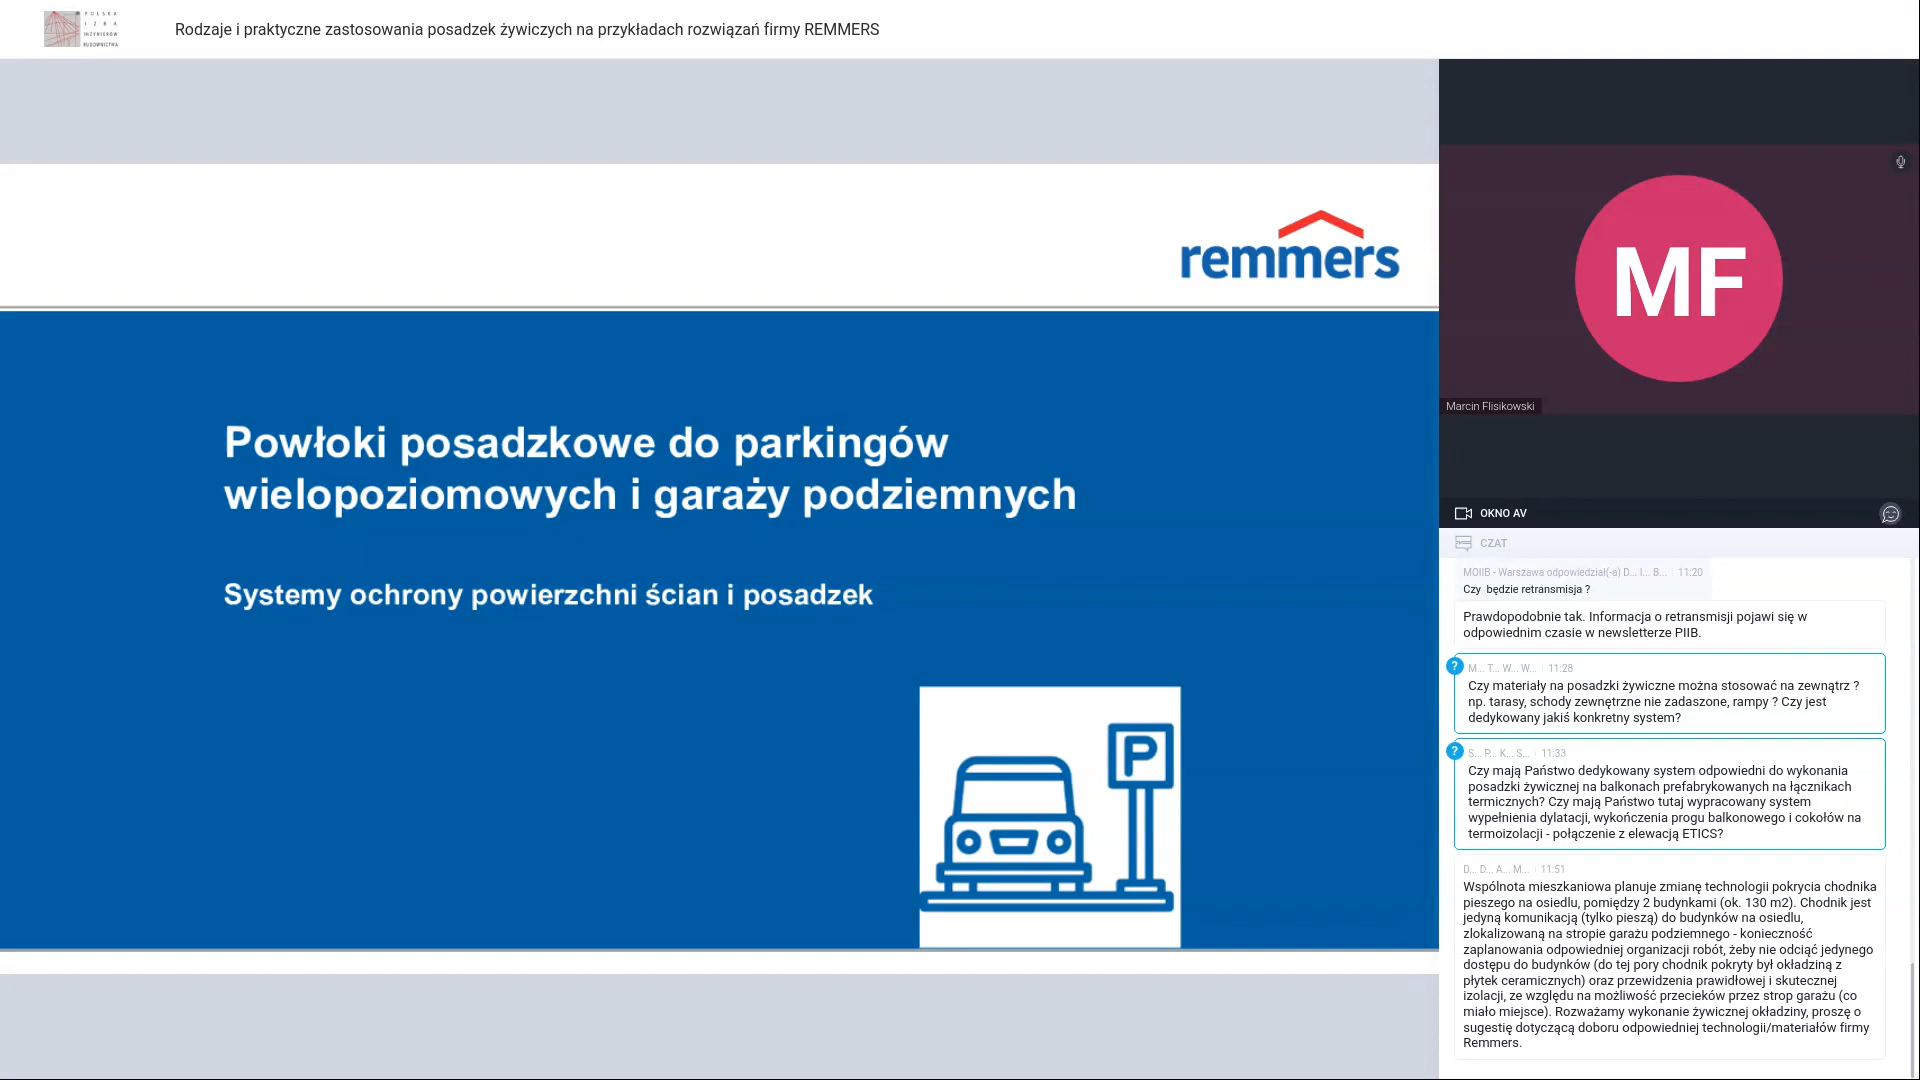 POLSKA
IZBA
INŻYNIERÓW
BUDOWNICTWA
Rodzaje i praktyczne zastosowania posadzek żywiczych na przykładach rozwiązań firmy REMMERS
remmers
Powłoki posadzkowe do parkingów
wielopoziomowych i garaży podziemnych
Systemy ochrony powierzchni ścian i posadzek
P
MF
Marcin Flisikowski
OKNO AV
CZAT
MOIIB - Warszawa odpowiedział(-a) D... I... B... 11:20
Czy będzie retransmisja ?
Prawdopodobnie tak. Informacja o retransmisji pojawi się w
odpowiednim czasie w newsletterze PIIB.
? M... T... W... W... 11:28
Czy materiały na posadzki żywiczne można stosować na zewnątrz ?
np. tarasy, schody zewnętrzne nie zadaszone, rampy ? Czy jest
dedykowany jakiś konkretny system?
? S... P... K... S... 11:33
Czy mają Państwo dedykowany system odpowiedni do wykonania
posadzki żywicznej na balkonach prefabrykowanych na łącznikach
termicznych? Czy mają Państwo tutaj wypracowany system
wypełnienia dylatacji, wykończenia progu balkonowego i cokołów na
termoizolacji - połączenie z elewacją ETICS?
D... D... A... M... 11:51
Wspólnota mieszkaniowa planuje zmianę technologii pokrycia chodnika
pieszego na osiedlu, pomiędzy 2 budynkami (ok. 130 m2). Chodnik jest
jedyną komunikacją (tylko pieszą) do budynków na osiedlu,
zlokalizowaną na stropie garażu podziemnego - konieczność
zaplanowania odpowiedniej organizacji robót, żeby nie odciąć jedynego
dostępu do budynków (do tej pory chodnik pokryty był okładziną z
płytek ceramicznych) oraz przewidzenia prawidłowej i skutecznej
izolacji, ze względu na możliwość przecieków przez strop garażu (co
miało miejsce). Rozważamy wykonanie żywicznej okładziny, proszę o
sugestię dotyczącą doboru odpowiedniej technologii/materiałów firmy
Remmers.